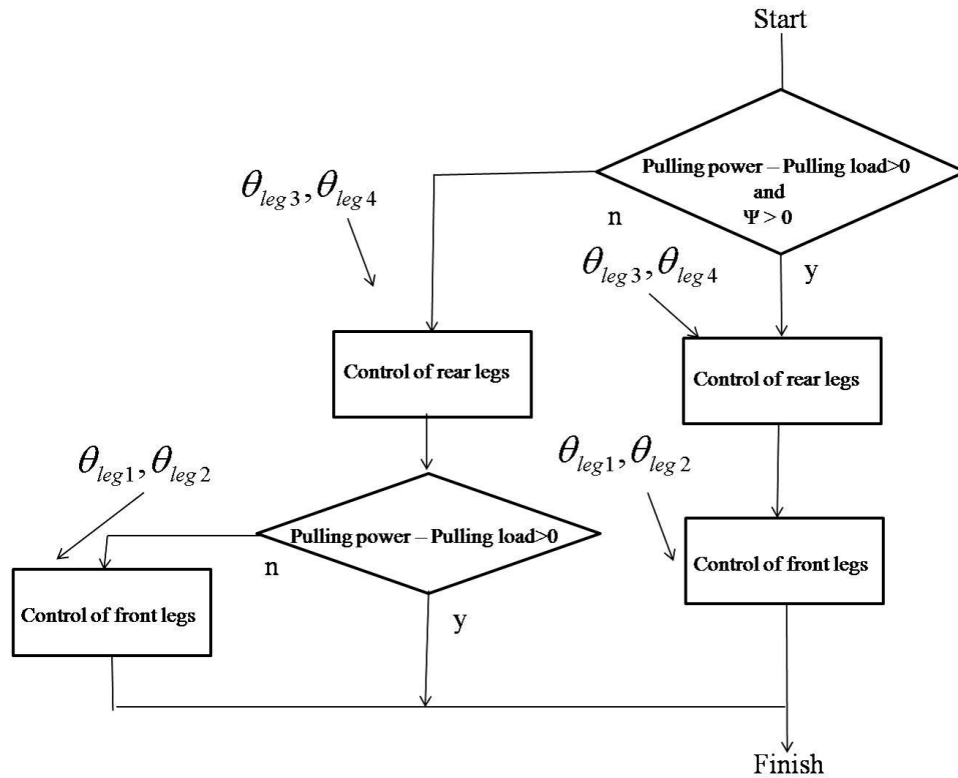 Start
Pulling power – Pulling load>0
and
Ψ > 0
n
y
θleg3, θleg4
θleg3, θleg4
Control of rear legs
Control of rear legs
θleg1, θleg2
θleg1, θleg2
Pulling power – Pulling load>0
n
y
Control of front legs
Control of front legs
Finish